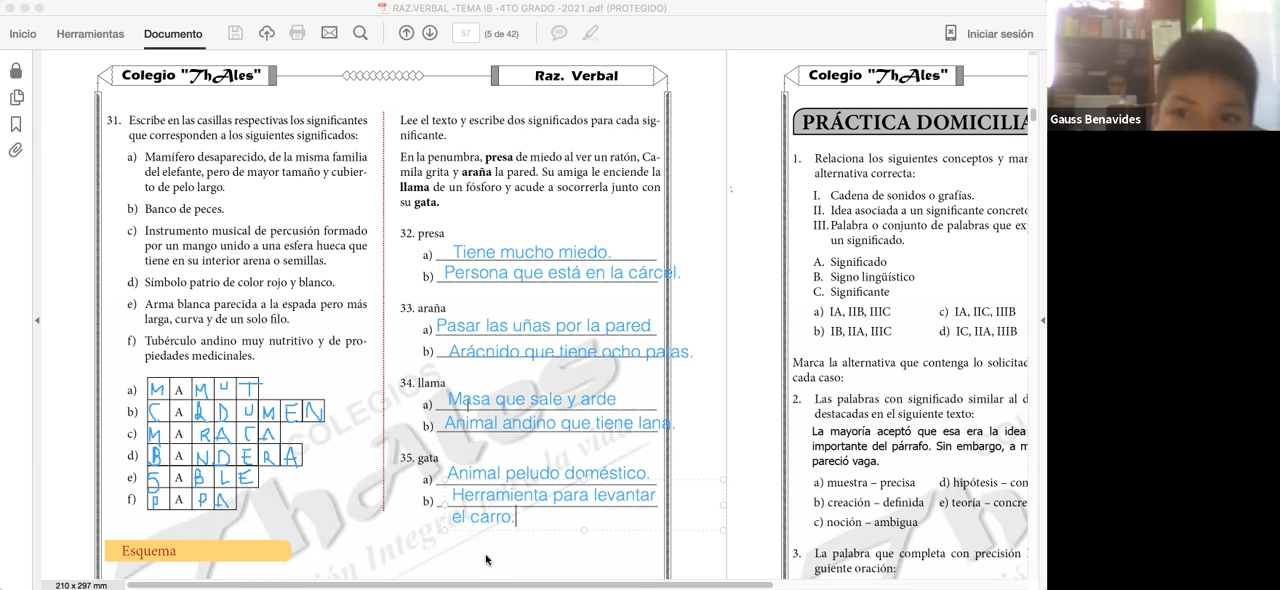 RAZ.VERBAL -TEMA IB -4TO GRADO -2021.pdf (PROTEGIDO)
Inicio Herramientas Documento 57 (5 de 42) Iniciar sesión
Colegio "ThAles" Raz. Verbal
31. Escribe en las casillas respectivas los significantes
que corresponden a los siguientes significados:
a) Mamífero desaparecido, de la misma familia
del elefante, pero de mayor tamaño y cubier-
to de pelo largo.
b) Banco de peces.
c) Instrumento musical de percusión formado
por un mango unido a una esfera hueca que
tiene en su interior arena o semillas.
d) Símbolo patrio de color rojo y blanco.
e) Arma blanca parecida a la espada pero más
larga, curva y de un solo filo.
f) Tubérculo andino muy nutritivo y de pro-
piedades medicinales.
a) M A M U T
b) C A R D U M E N
c) M A R A C A
d) B A N D E R A
e) S A B L E
f) P A P A
Esquema
Lee el texto y escribe dos significados para cada sig-
nificante.
En la penumbra, presa de miedo al ver un ratón, Ca-
mila grita y araña la pared. Su amiga le enciende la
llama de un fósforo y acude a socorrerla junto con
su gata.
32. presa
a) Tiene mucho miedo.
b) Persona que está en la cárcel.
33. araña
a) Pasar las uñas por la pared
b) Arácnido que tiene ocho patas.
34. llama
a) Masa que sale y arde
b) Animal andino que tiene lana.
35. gata
a) Animal peludo doméstico.
b) Herramienta para levantar
el carro.
COLEGIOS
ThAles
Integral para la vida
210 x 297 mm
Colegio "ThAles"
PRÁCTICA DOMICILIA
1. Relaciona los siguientes conceptos y mar
alternativa correcta:
I. Cadena de sonidos o grafías.
II. Idea asociada a un significante concreto
III. Palabra o conjunto de palabras que ex
un significado.
A. Significado
B. Signo lingüístico
C. Significante
a) IA, IIB, IIIC c) IA, IIC, IIIB
b) IB, IIA, IIIC d) IC, IIA, IIIB
Marca la alternativa que contenga lo solicitad
cada caso:
2. Las palabras con significado similar al d
destacadas en el siguiente texto:
La mayoría aceptó que esa era la idea
importante del párrafo. Sin embargo, a m
pareció vaga.
a) muestra – precisa d) hipótesis – con
b) creación – definida e) teoría – concre
c) noción – ambigua
3. La palabra que completa con precisión l
guiente oración:
Gauss Benavides